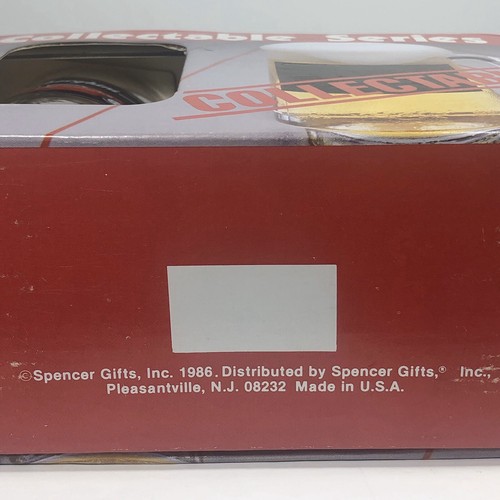 Collectable Series
COLLECTA
©Spencer Gifts, Inc. 1986. Distributed by Spencer Gifts,® Inc.,
Pleasantville, N.J. 08232 Made in U.S.A.